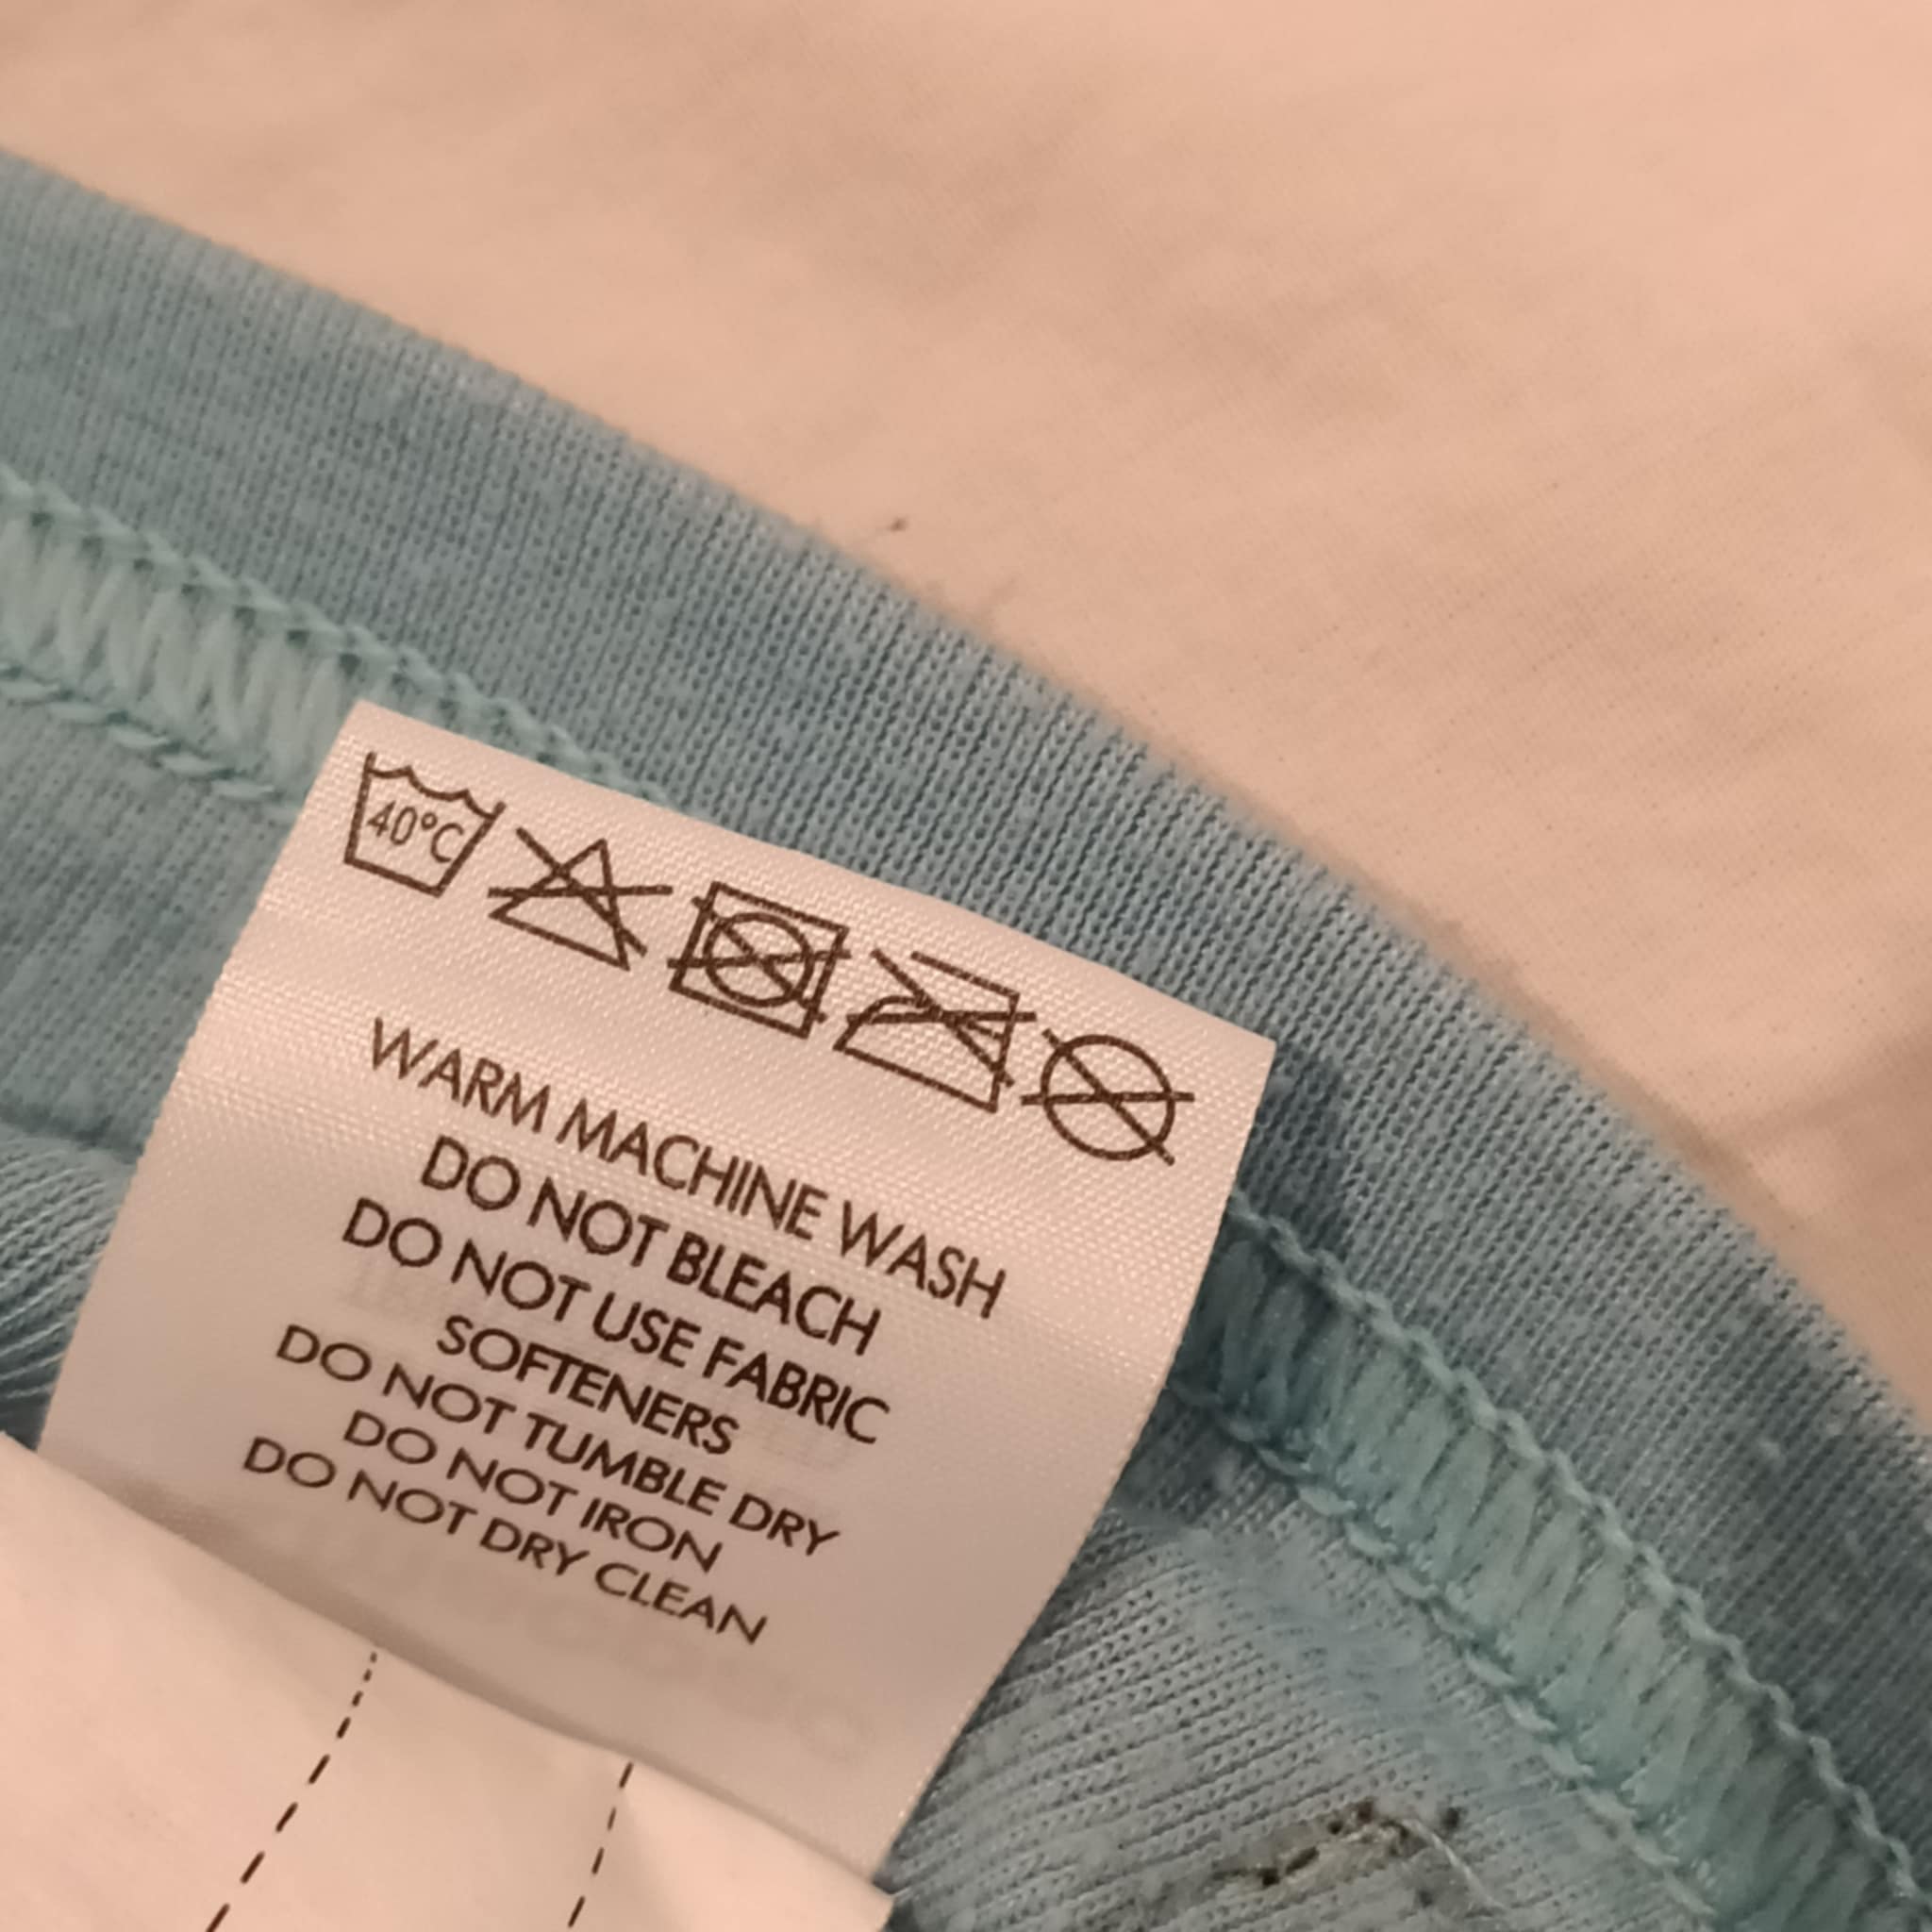 40°C
WARM MACHINE WASH
DO NOT BLEACH
DO NOT USE FABRIC
SOFTENERS
DO NOT TUMBLE DRY
DO NOT IRON
DO NOT DRY CLEAN